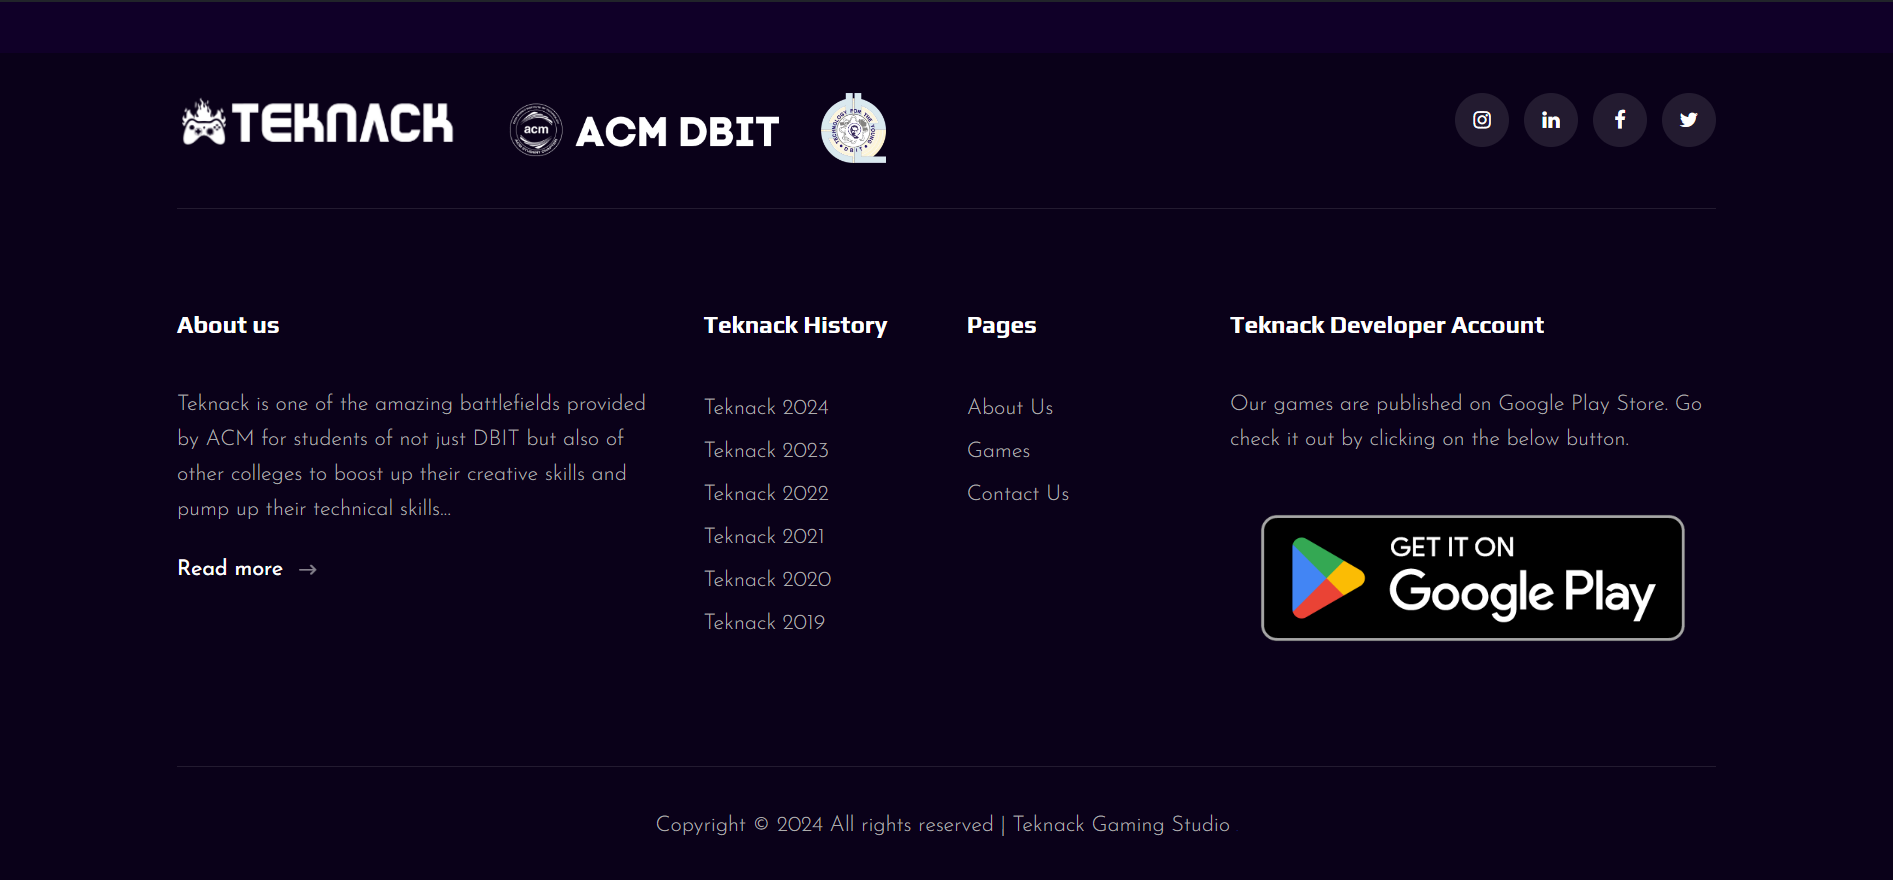 TEKNACK
acm
ACM DBIT
TECHNOLOGY FOR THE YOUNG
DBIT
About us
Teknack is one of the amazing battlefields provided
by ACM for students of not just DBIT but also of
other colleges to boost up their creative skills and
pump up their technical skills...
Read more
Teknack History
Teknack 2024
Teknack 2023
Teknack 2022
Teknack 2021
Teknack 2020
Teknack 2019
Pages
About Us
Games
Contact Us
Teknack Developer Account
Our games are published on Google Play Store. Go
check it out by clicking on the below button.
GET IT ON
Google Play
Copyright © 2024 All rights reserved | Teknack Gaming Studio